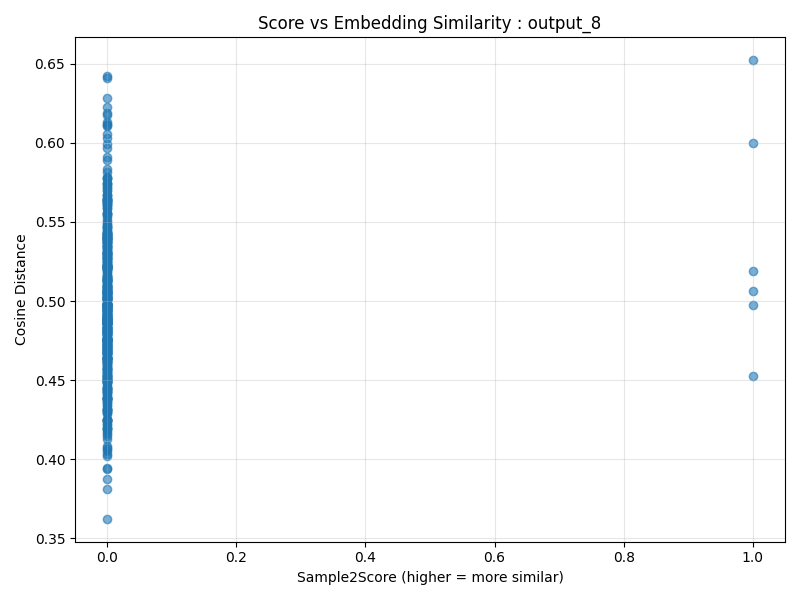 Score vs Embedding Similarity : output_8
Cosine Distance
0.65
0.60
0.55
0.50
0.45
0.40
0.35
0.0 0.2 0.4 0.6 0.8 1.0
Sample2Score (higher = more similar)